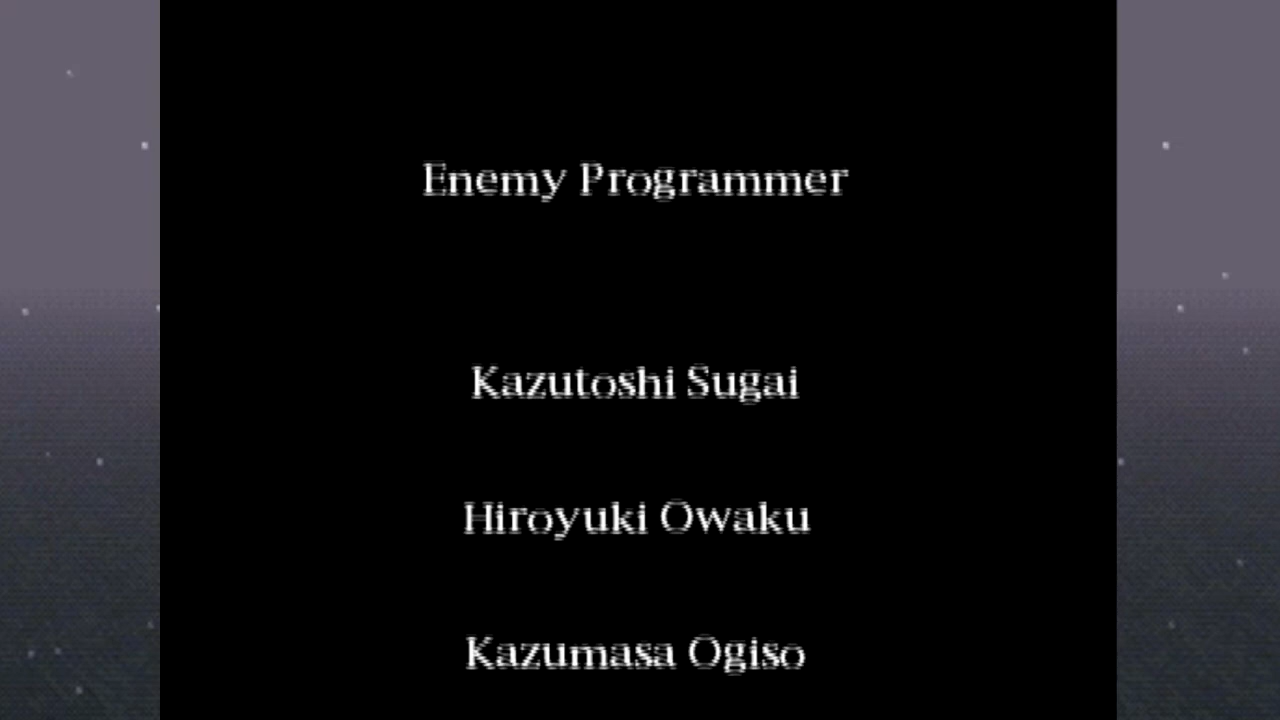 Enemy Programmer
Kazutoshi Sugai
Hiroyuki Owaku
Kazumasa Ogiso